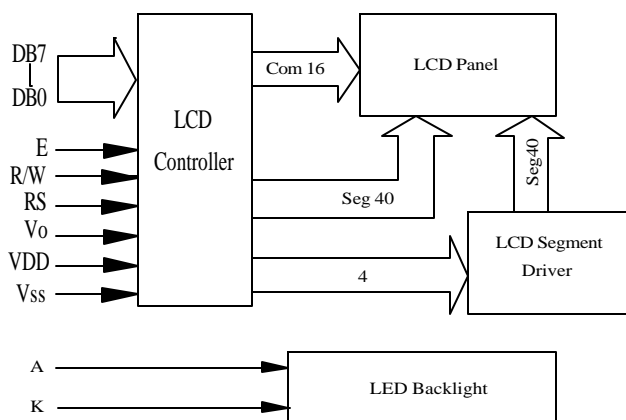 DB7
DB0
E
R/W
RS
Vo
VDD
Vss
LCD
Controller
Com 16
LCD Panel
Seg 40
Seg40
4
LCD Segment
Driver
A
K
LED Backlight